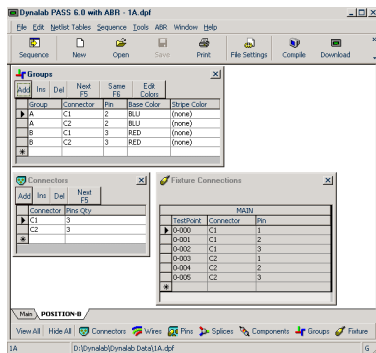 Dynalab PASS 6.0 with ABR - 1A.dpf
File Edit Netlist Tables Sequence Tools ABR Window Help
Sequence New Open Save Print File Settings Compile Download
Groups
Add Ins Del Next F5 Same F6 Edit Colors
Group Connector Pin Base Color Stripe Color
A C1 2 BLU (none)
A C2 2 BLU (none)
B C1 3 RED (none)
B C2 3 RED (none)
Connectors
Add Ins Del Next F5
Connector Pins Qty
C1 3
C2 3
Fixture Connections
MAIN
TestPoint Connector Pin
0-000 C1 1
0-001 C1 2
0-002 C1 3
0-003 C2 1
0-004 C2 2
0-005 C2 3
Main POSITION-B
View All Hide All Connectors Wires Pins Splices Components Groups Fixture
1A D:\Dynalab\Dynalab Data\1A.dpf G